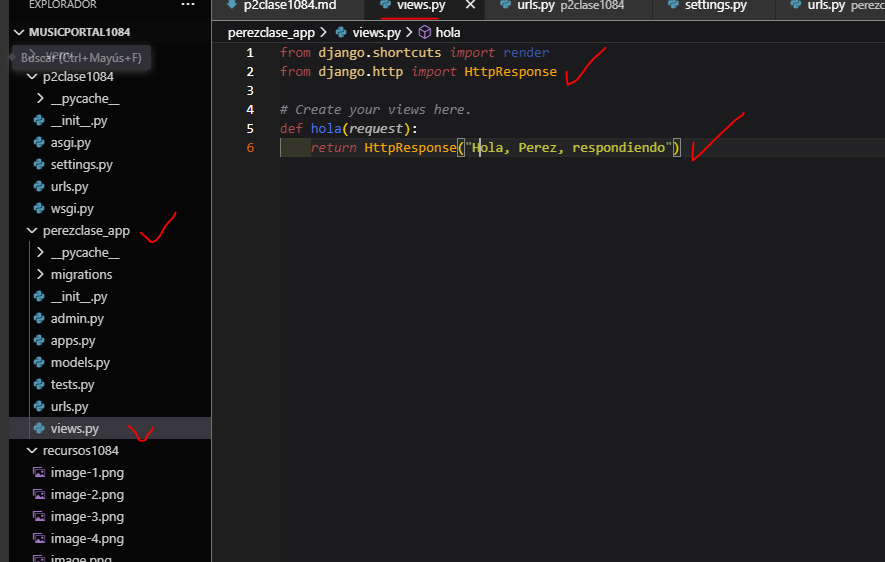 EXPLORADOR ...
MUSICPORTAL1084
Buscar (Ctrl+Mayús+F)
p2clase1084
__pycache__
__init__.py
asgi.py
settings.py
urls.py
wsgi.py
perezclase_app
__pycache__
migrations
__init__.py
admin.py
apps.py
models.py
tests.py
urls.py
views.py
recursos1084
image-1.png
image-2.png
image-3.png
image-4.png
image.png
p2clase1084.md views.py urls.py p2clase1084 settings.py urls.py perezc
perezclase_app > views.py > hola
1 from django.shortcuts import render
2 from django.http import HttpResponse
3
4 # Create your views here.
5 def hola(request):
6 return HttpResponse("Hola, Perez, respondiendo")